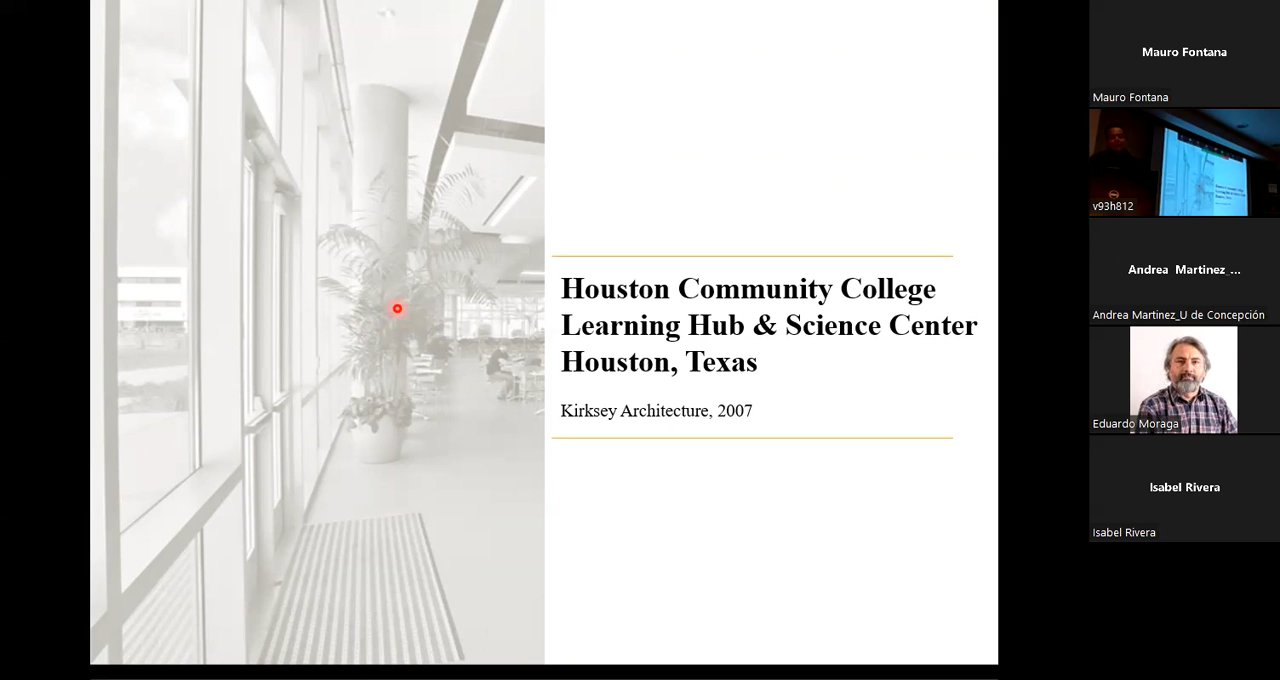 Houston Community College
Learning Hub & Science Center
Houston, Texas
Kirksey Architecture, 2007
Mauro Fontana
Mauro Fontana
v93h812
Andrea Martinez_...
Andrea Martinez_U de Concepción
Eduardo Moraga
Isabel Rivera
Isabel Rivera